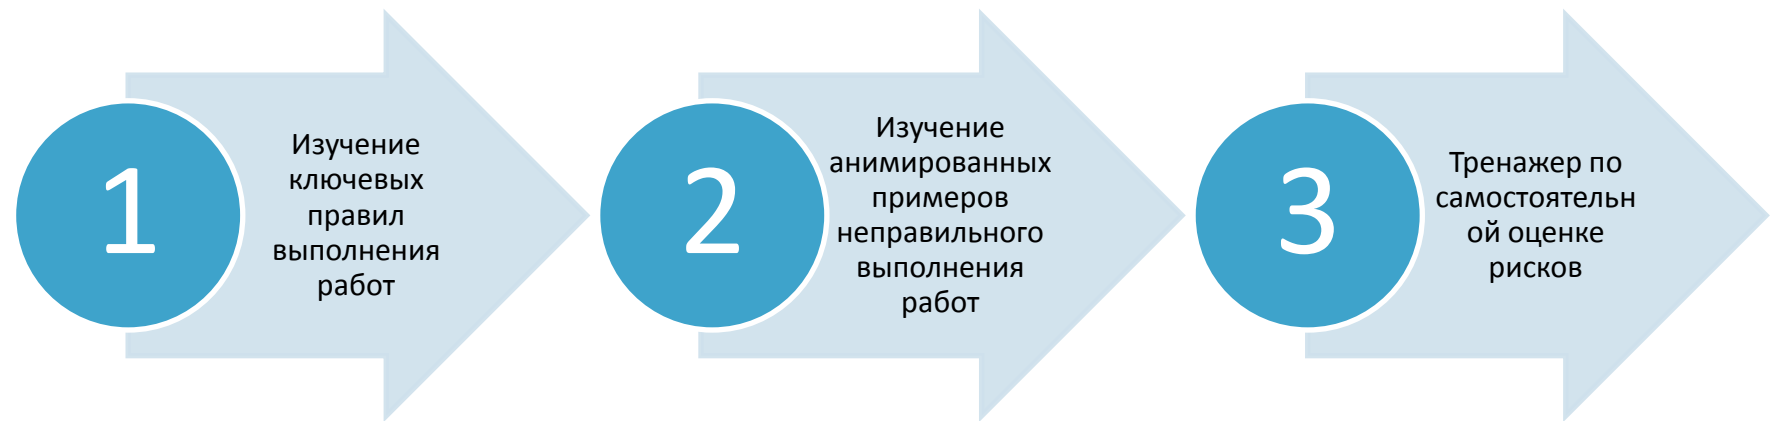 1
Изучение
ключевых
правил
выполнения
работ
2
Изучение
анимированных
примеров
неправильного
выполнения
работ
3
Тренажер по
самостоятельн
ой оценке
рисков